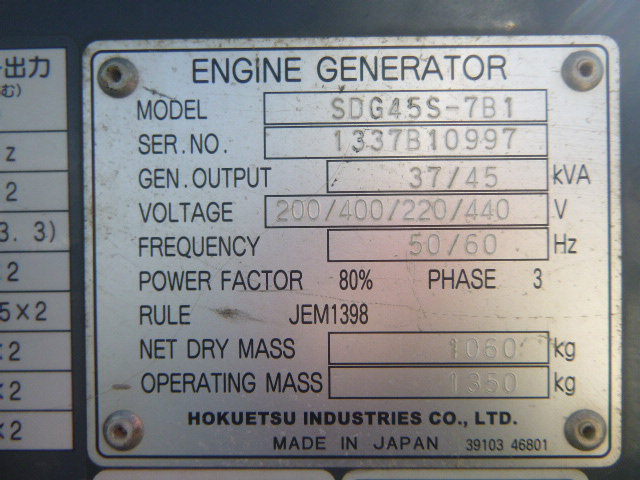 出力
む)
z
2
3. 3)
×2
5×2
×2
×2
×2
ENGINE GENERATOR
MODEL SDG45S-7B1
SER.NO. 1337B10997
GEN.OUTPUT 37/45 kVA
VOLTAGE 200/400/220/440 V
FREQUENCY 50/60 Hz
POWER FACTOR 80% PHASE 3
RULE JEM1398
NET DRY MASS 1060 kg
OPERATING MASS 1350 kg
HOKUETSU INDUSTRIES CO., LTD.
MADE IN JAPAN 39103 46801